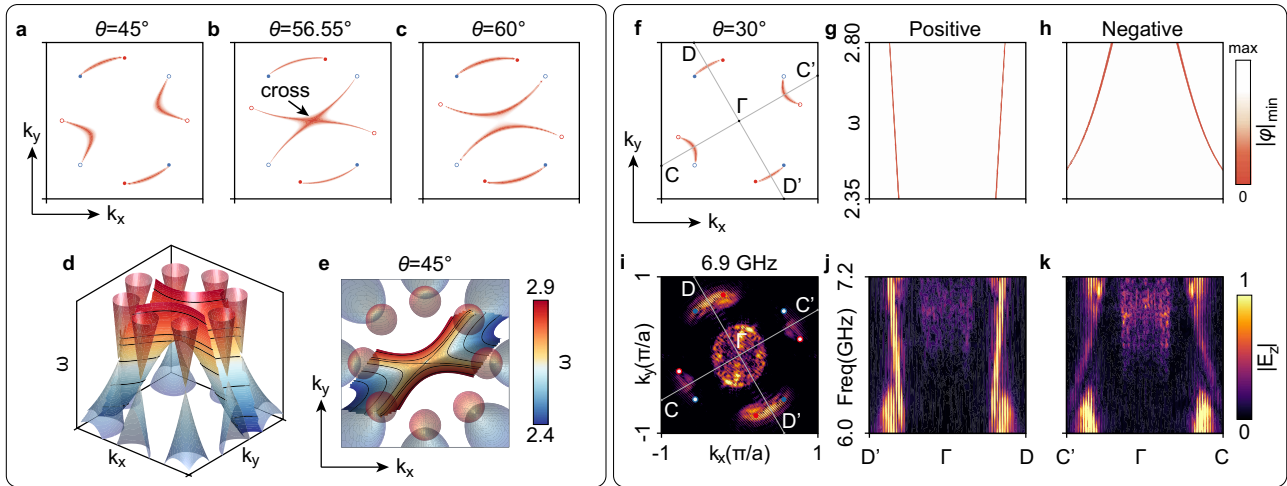 a θ=45°
b θ=56.55°
c θ=60°
cross
k_y
k_x
d
ω
k_x
k_y
e θ=45°
k_y
k_x
2.9
ω
2.4
f θ=30°
D
C'
Γ
C
D'
k_y
k_x
g Positive
2.80
ω
2.35
h Negative
max
|φ|_min
0
i 6.9 GHz
1
k_y(π/a)
-1
D
C'
Γ
C
D'
-1 k_x(π/a) 1
j
7.2
Freq(GHz)
6.0
D' Γ D
k
C' Γ C
1
|E_z|
0